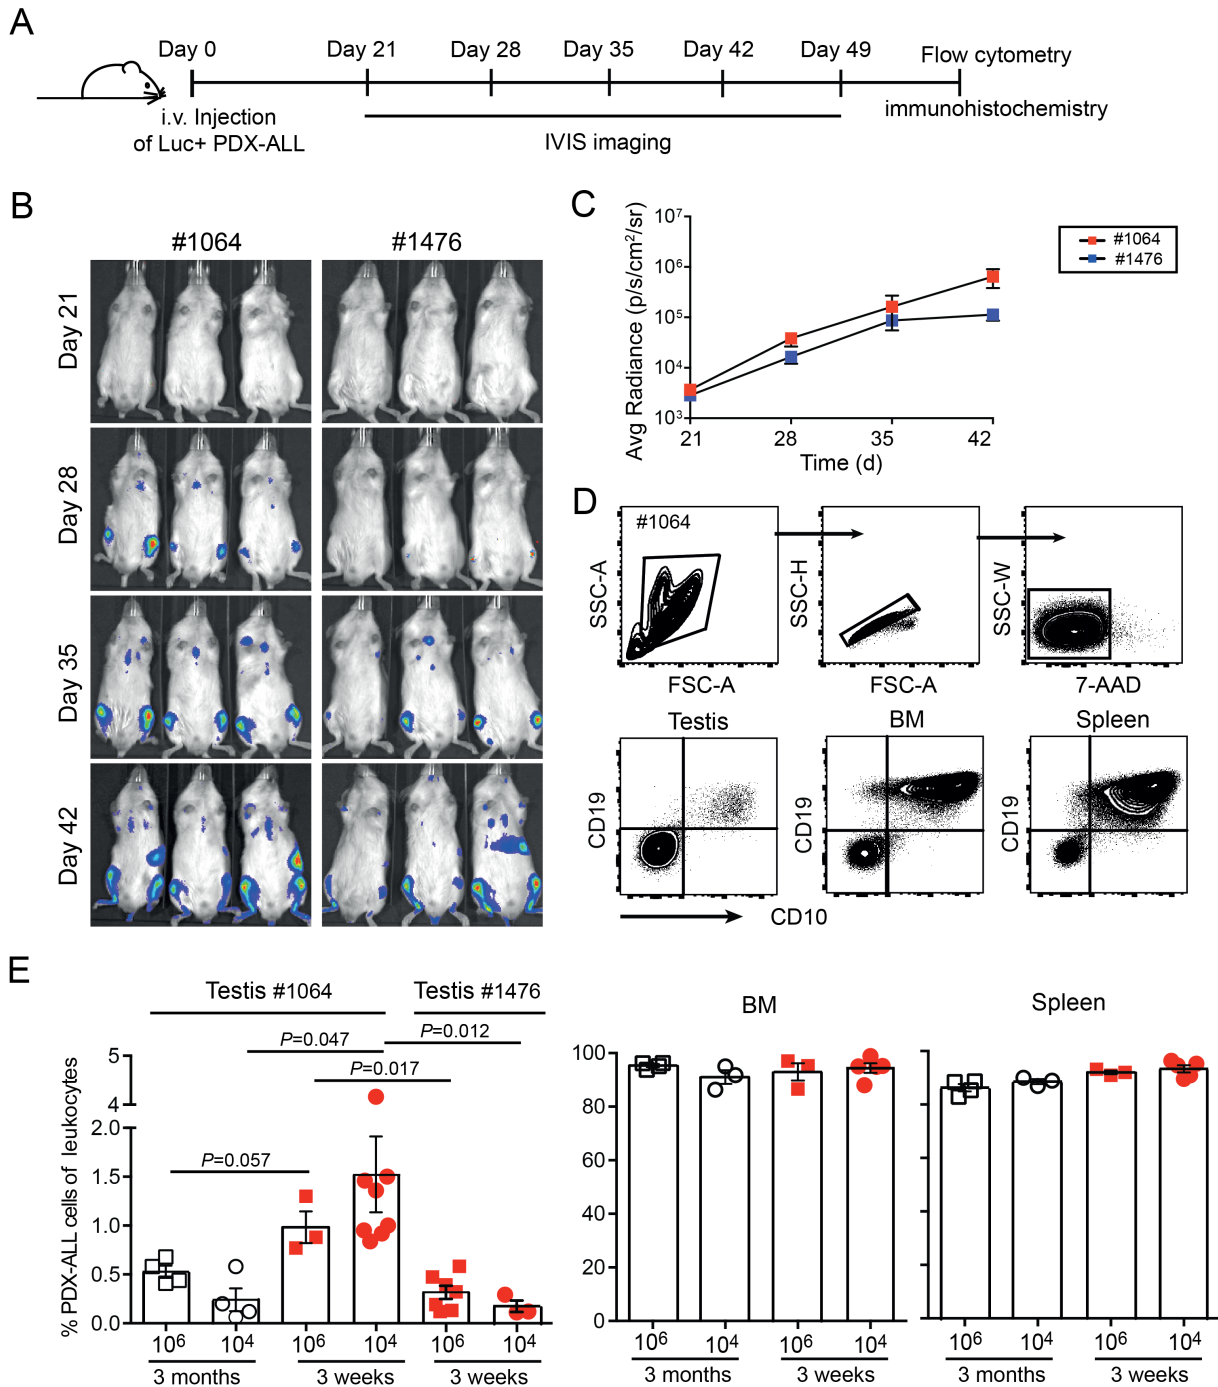 A
Day 0
Day 21
Day 28
Day 35
Day 42
Day 49
Flow cytometry
immunohistochemistry
i.v. Injection
of Luc+ PDX-ALL
IVIS imaging
B
#1064
#1476
Day 21
Day 28
Day 35
Day 42
C
Avg Radiance (p/s/cm²/sr)
10⁷
10⁶
10⁵
10⁴
10³
21
28
35
42
Time (d)
#1064
#1476
D
#1064
SSC-A
FSC-A
SSC-H
FSC-A
SSC-W
7-AAD
Testis
BM
Spleen
CD19
CD19
CD19
CD10
E
Testis #1064
Testis #1476
P=0.047
P=0.012
P=0.017
P=0.057
% PDX-ALL cells of leukocytes
5
4
2.0
1.5
1.0
0.5
0.0
10⁶ 10⁴ 10⁶ 10⁴ 10⁶ 10⁴
3 months 3 weeks 3 weeks
BM
100
80
60
40
20
0
10⁶ 10⁴ 10⁶ 10⁴
3 months 3 weeks
Spleen
10⁶ 10⁴ 10⁶ 10⁴
3 months 3 weeks